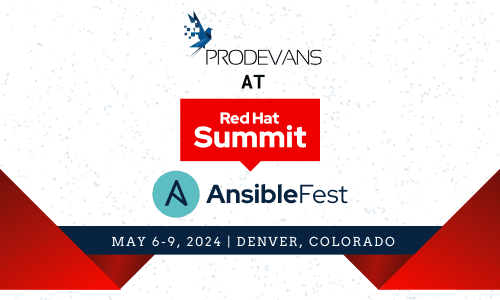 PRODEVANS
AT
Red Hat
Summit
AnsibleFest
MAY 6-9, 2024 | DENVER, COLORADO